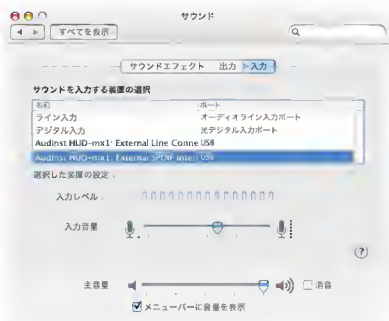 サウンド
すべてを表示
サウンドエフェクト 出力 入力
サウンドを入力する装置の選択
名前 ポート
ライン入力 オーディオライン入力ポート
デジタル入力 光デジタル入力ポート
Audinst HUD-mx1: External Line Conne USB
Audinst HUD-mx1: External SPDIF Interf USB
選択した装置の設定：
入力レベル：
入力音量
?
主音量 消音
メニューバーに音量を表示